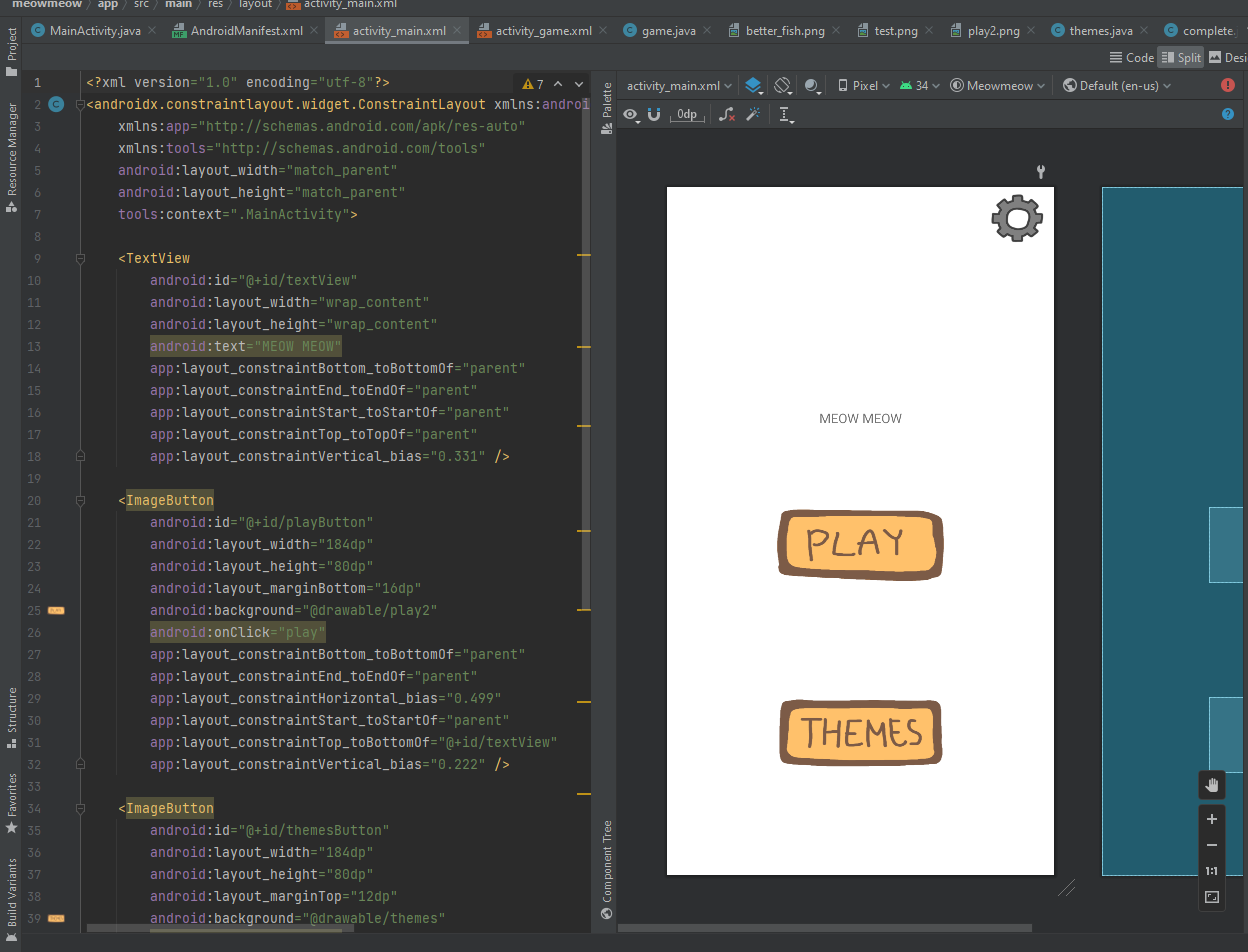 meowmeow app src main res layout activity_main.xml
MainActivity.java AndroidManifest.xml activity_main.xml activity_game.xml game.java better_fish.png test.png play2.png themes.java complete.
Code Split Desi
activity_main.xml Pixel 34 Meowmeow Default (en-us)
0dp
Project
Resource Manager
Structure
Favorites
Build Variants
Palette
Component Tree
7
1 <?xml version="1.0" encoding="utf-8"?>
2 <androidx.constraintlayout.widget.ConstraintLayout xmlns:androi
3 xmlns:app="http://schemas.android.com/apk/res-auto"
4 xmlns:tools="http://schemas.android.com/tools"
5 android:layout_width="match_parent"
6 android:layout_height="match_parent"
7 tools:context=".MainActivity">
8
9 <TextView
10 android:id="@+id/textView"
11 android:layout_width="wrap_content"
12 android:layout_height="wrap_content"
13 android:text="MEOW MEOW"
14 app:layout_constraintBottom_toBottomOf="parent"
15 app:layout_constraintEnd_toEndOf="parent"
16 app:layout_constraintStart_toStartOf="parent"
17 app:layout_constraintTop_toTopOf="parent"
18 app:layout_constraintVertical_bias="0.331" />
19
20 <ImageButton
21 android:id="@+id/playButton"
22 android:layout_width="184dp"
23 android:layout_height="80dp"
24 android:layout_marginBottom="16dp"
25 android:background="@drawable/play2"
26 android:onClick="play"
27 app:layout_constraintBottom_toBottomOf="parent"
28 app:layout_constraintEnd_toEndOf="parent"
29 app:layout_constraintHorizontal_bias="0.499"
30 app:layout_constraintStart_toStartOf="parent"
31 app:layout_constraintTop_toBottomOf="@+id/textView"
32 app:layout_constraintVertical_bias="0.222" />
33
34 <ImageButton
35 android:id="@+id/themesButton"
36 android:layout_width="184dp"
37 android:layout_height="80dp"
38 android:layout_marginTop="12dp"
39 android:background="@drawable/themes"
MEOW MEOW
PLAY
THEMES
1:1